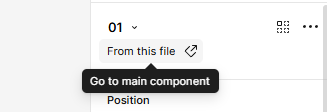 01
From this file
Go to main component
Position